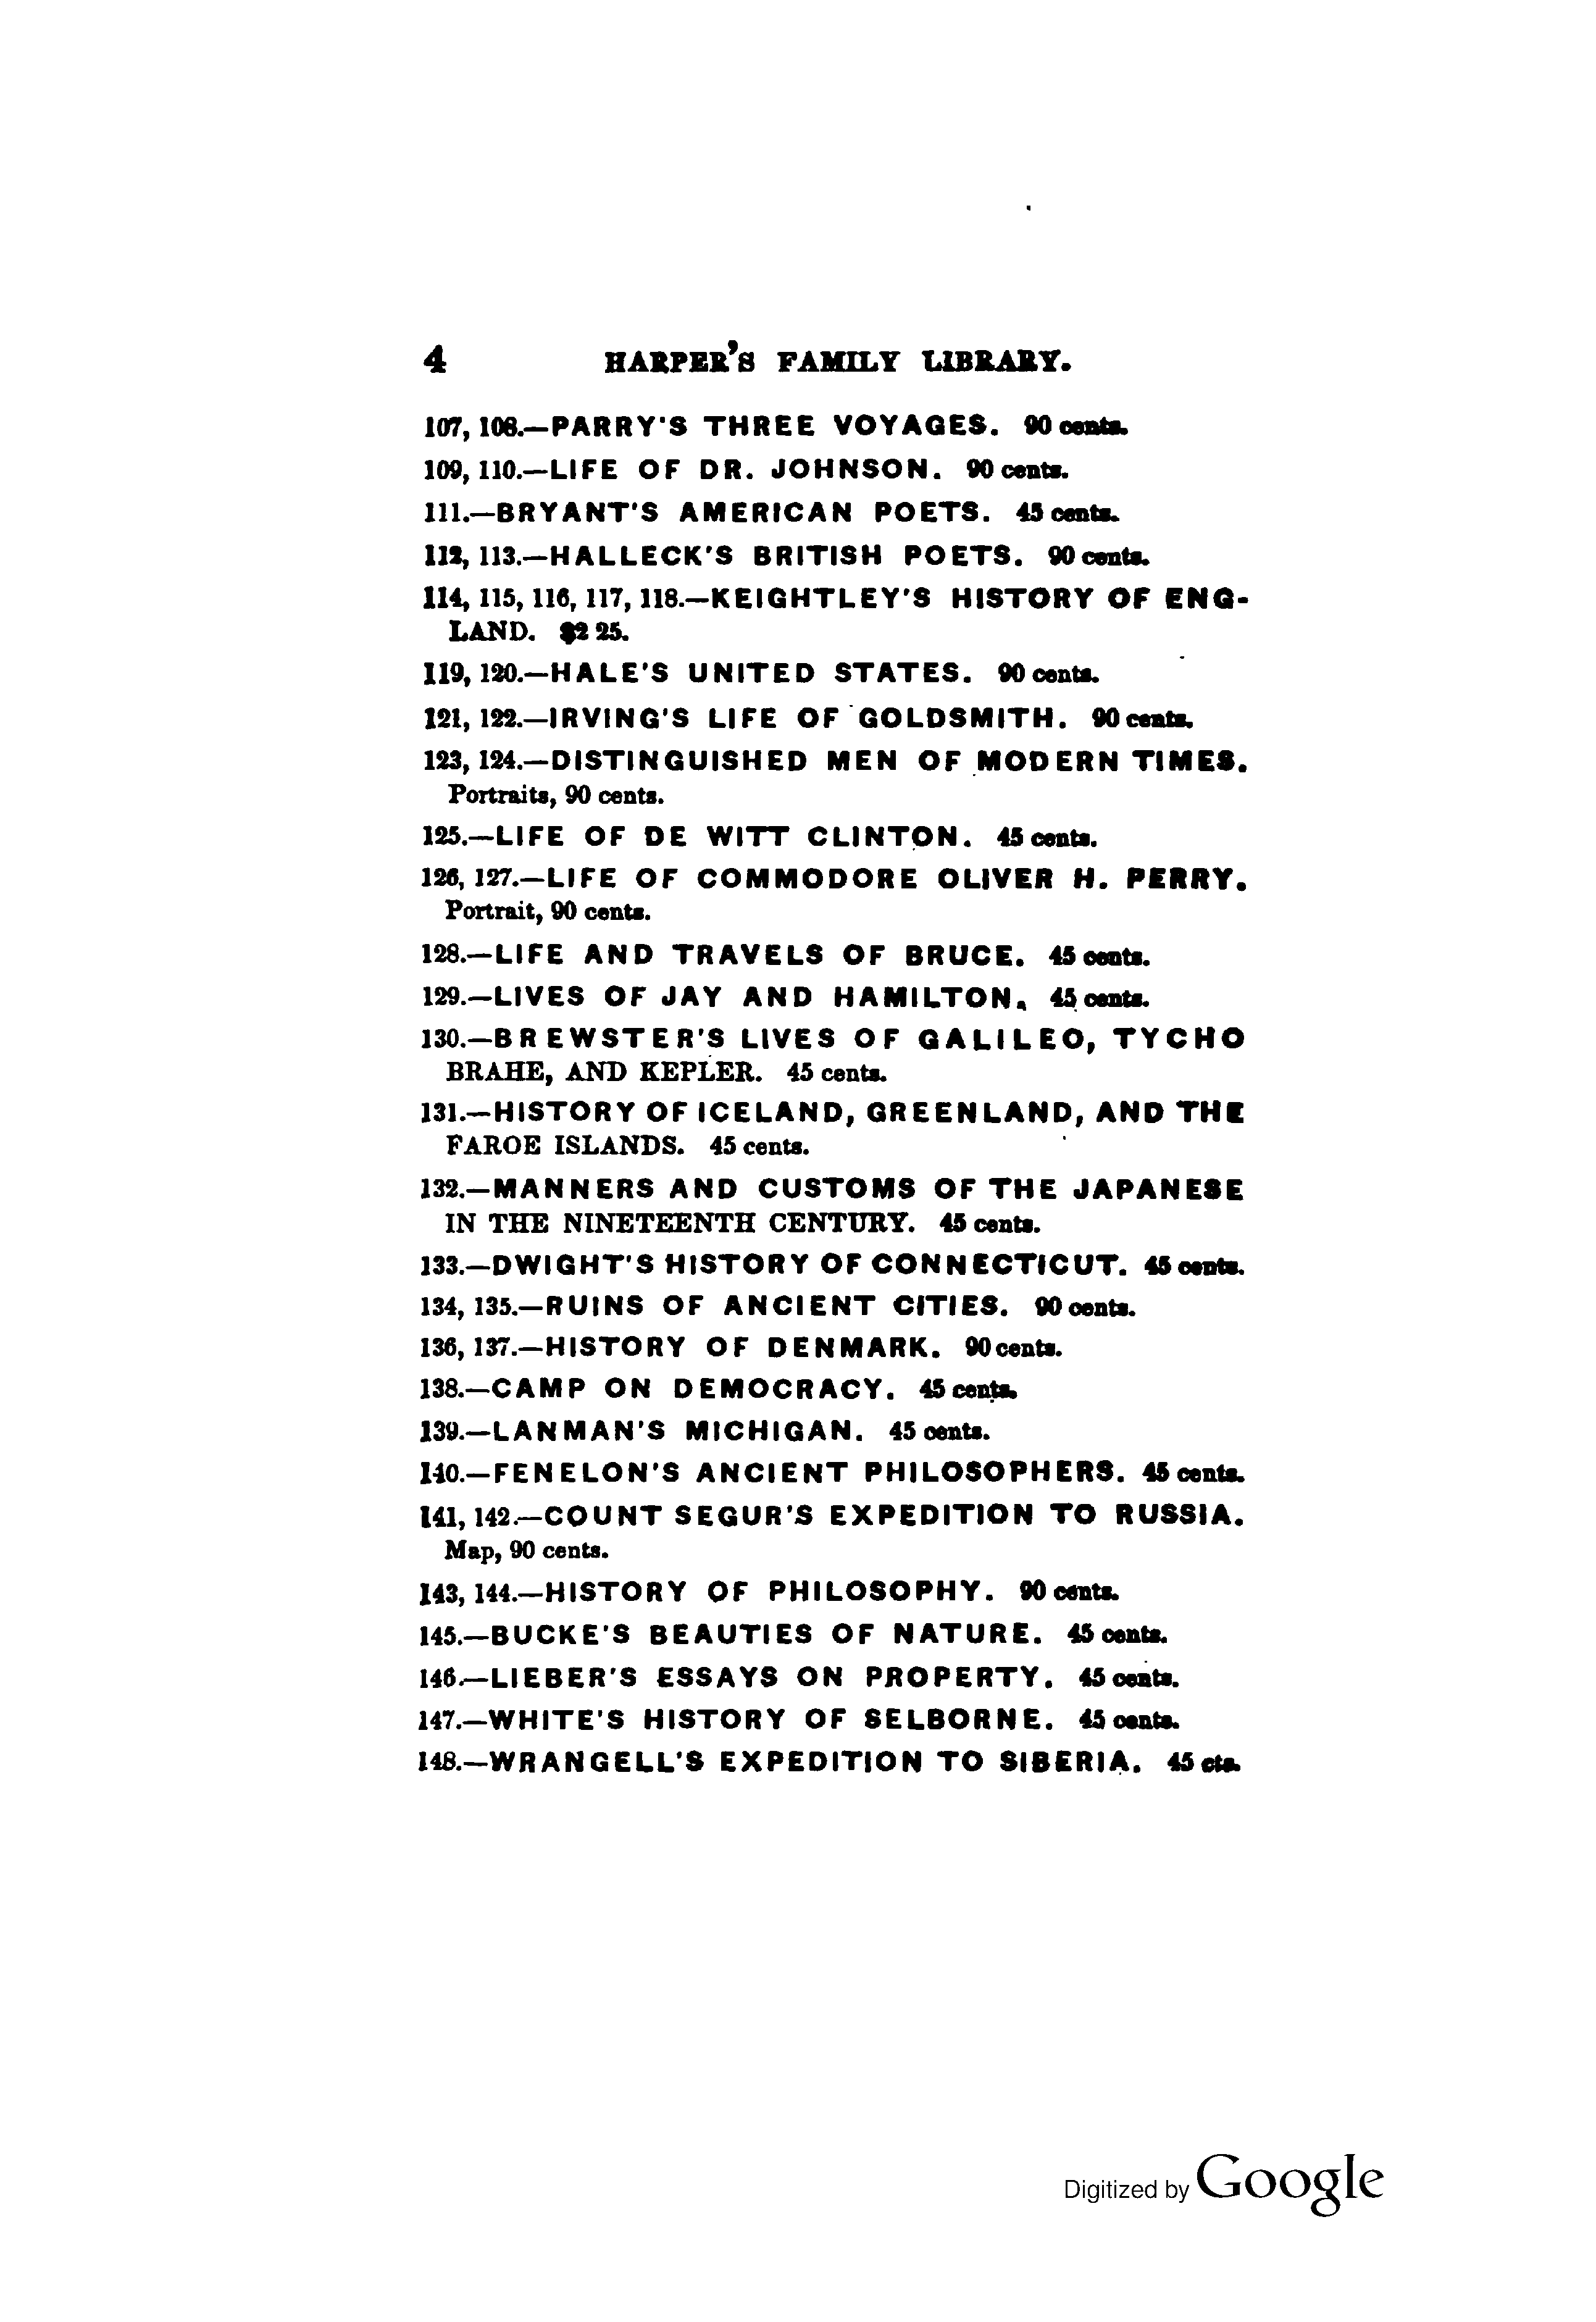 4 HARPER'S FAMILY LIBRARY.
107, 108.—PARRY'S THREE VOYAGES. 90 cents.
109, 110.—LIFE OF DR. JOHNSON. 90 cents.
111.—BRYANT'S AMERICAN POETS. 45 cents.
112, 113.—HALLECK'S BRITISH POETS. 90 cents.
114, 115, 116, 117, 118.—KEIGHTLEY'S HISTORY OF ENG-
LAND. $2 25.
119, 120.—HALE'S UNITED STATES. 90 cents.
121, 122.—IRVING'S LIFE OF GOLDSMITH. 90 cents.
123, 124.—DISTINGUISHED MEN OF MODERN TIMES.
Portraits, 90 cents.
125.—LIFE OF DE WITT CLINTON. 45 cents.
126, 127.—LIFE OF COMMODORE OLIVER H. PERRY.
Portrait, 90 cents.
128.—LIFE AND TRAVELS OF BRUCE. 45 cents.
129.—LIVES OF JAY AND HAMILTON. 45 cents.
130.—BREWSTER'S LIVES OF GALILEO, TYCHO
BRAHE, AND KEPLER. 45 cents.
131.—HISTORY OF ICELAND, GREENLAND, AND THE
FAROE ISLANDS. 45 cents.
132.—MANNERS AND CUSTOMS OF THE JAPANESE
IN THE NINETEENTH CENTURY. 45 cents.
133.—DWIGHT'S HISTORY OF CONNECTICUT. 45 cents.
134, 135.—RUINS OF ANCIENT CITIES. 90 cents.
136, 137.—HISTORY OF DENMARK. 90 cents.
138.—CAMP ON DEMOCRACY. 45 cents.
139.—LANMAN'S MICHIGAN. 45 cents.
140.—FENELON'S ANCIENT PHILOSOPHERS. 45 cents.
141, 142.—COUNT SEGUR'S EXPEDITION TO RUSSIA.
Map, 90 cents.
143, 144.—HISTORY OF PHILOSOPHY. 90 cents.
145.—BUCKE'S BEAUTIES OF NATURE. 45 cents.
146.—LIEBER'S ESSAYS ON PROPERTY. 45 cents.
147.—WHITE'S HISTORY OF SELBORNE. 45 cents.
148.—WRANGELL'S EXPEDITION TO SIBERIA. 45 cts.
Digitized by Google